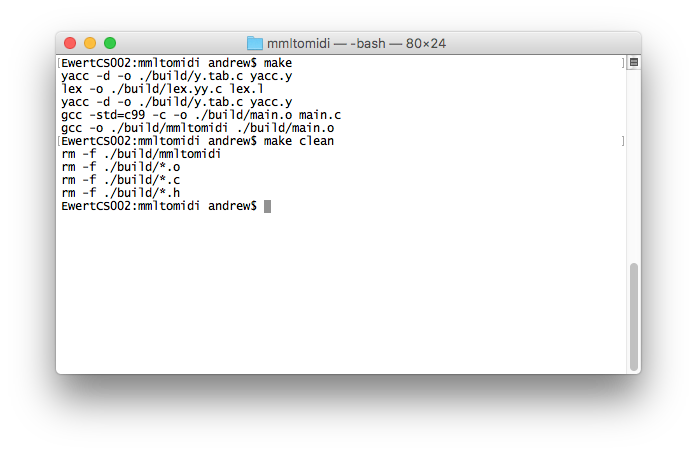 mmltomidi — -bash — 80×24
[EwertCS002:mmltomidi andrew$ make ]
yacc -d -o ./build/y.tab.c yacc.y
lex -o ./build/lex.yy.c lex.l
yacc -d -o ./build/y.tab.c yacc.y
gcc -std=c99 -c -o ./build/main.o main.c
gcc -o ./build/mmltomidi ./build/main.o
[EwertCS002:mmltomidi andrew$ make clean ]
rm -f ./build/mmltomidi
rm -f ./build/*.o
rm -f ./build/*.c
rm -f ./build/*.h
EwertCS002:mmltomidi andrew$